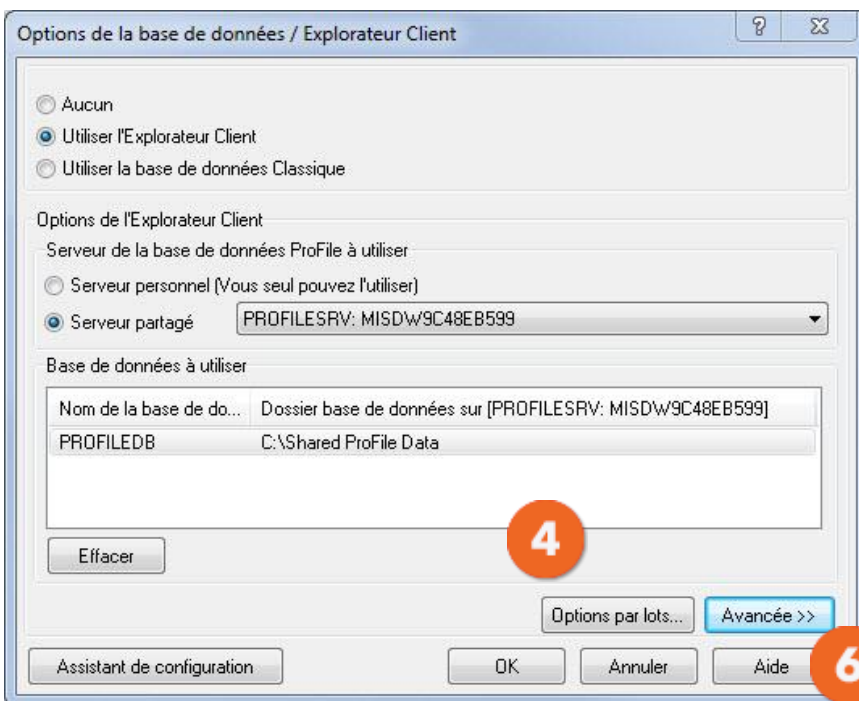 Options de la base de données / Explorateur Client
Aucun
Utiliser l'Explorateur Client
Utiliser la base de données Classique
Options de l'Explorateur Client
Serveur de la base de données ProFile à utiliser
Serveur personnel (Vous seul pouvez l'utiliser)
Serveur partagé PROFILESRV: MISDW9C48EB599
Base de données à utiliser
Nom de la base de do... Dossier base de données sur [PROFILESRV: MISDW9C48EB599]
PROFILEDB C:\Shared ProFile Data
4
Effacer
Options par lots... Avancée >>
Assistant de configuration OK Annuler Aide 6